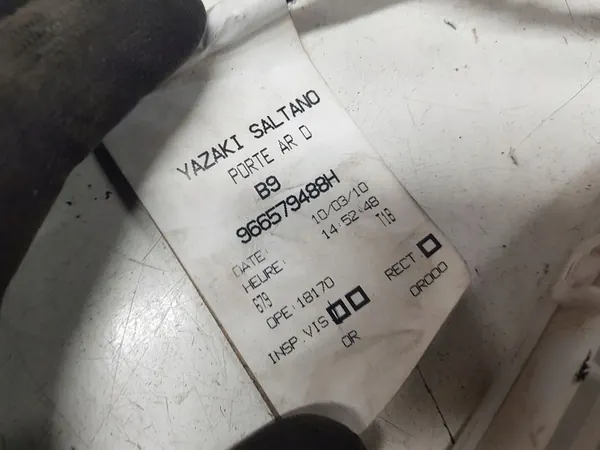 YAZAKI SALTANO
PORTE AR D
B9
966579488H
DATE: 10/03/10
HEURE: 14:52:48
679 T1B
OPE:18170 RECT
INSP.VIS OR000
OR